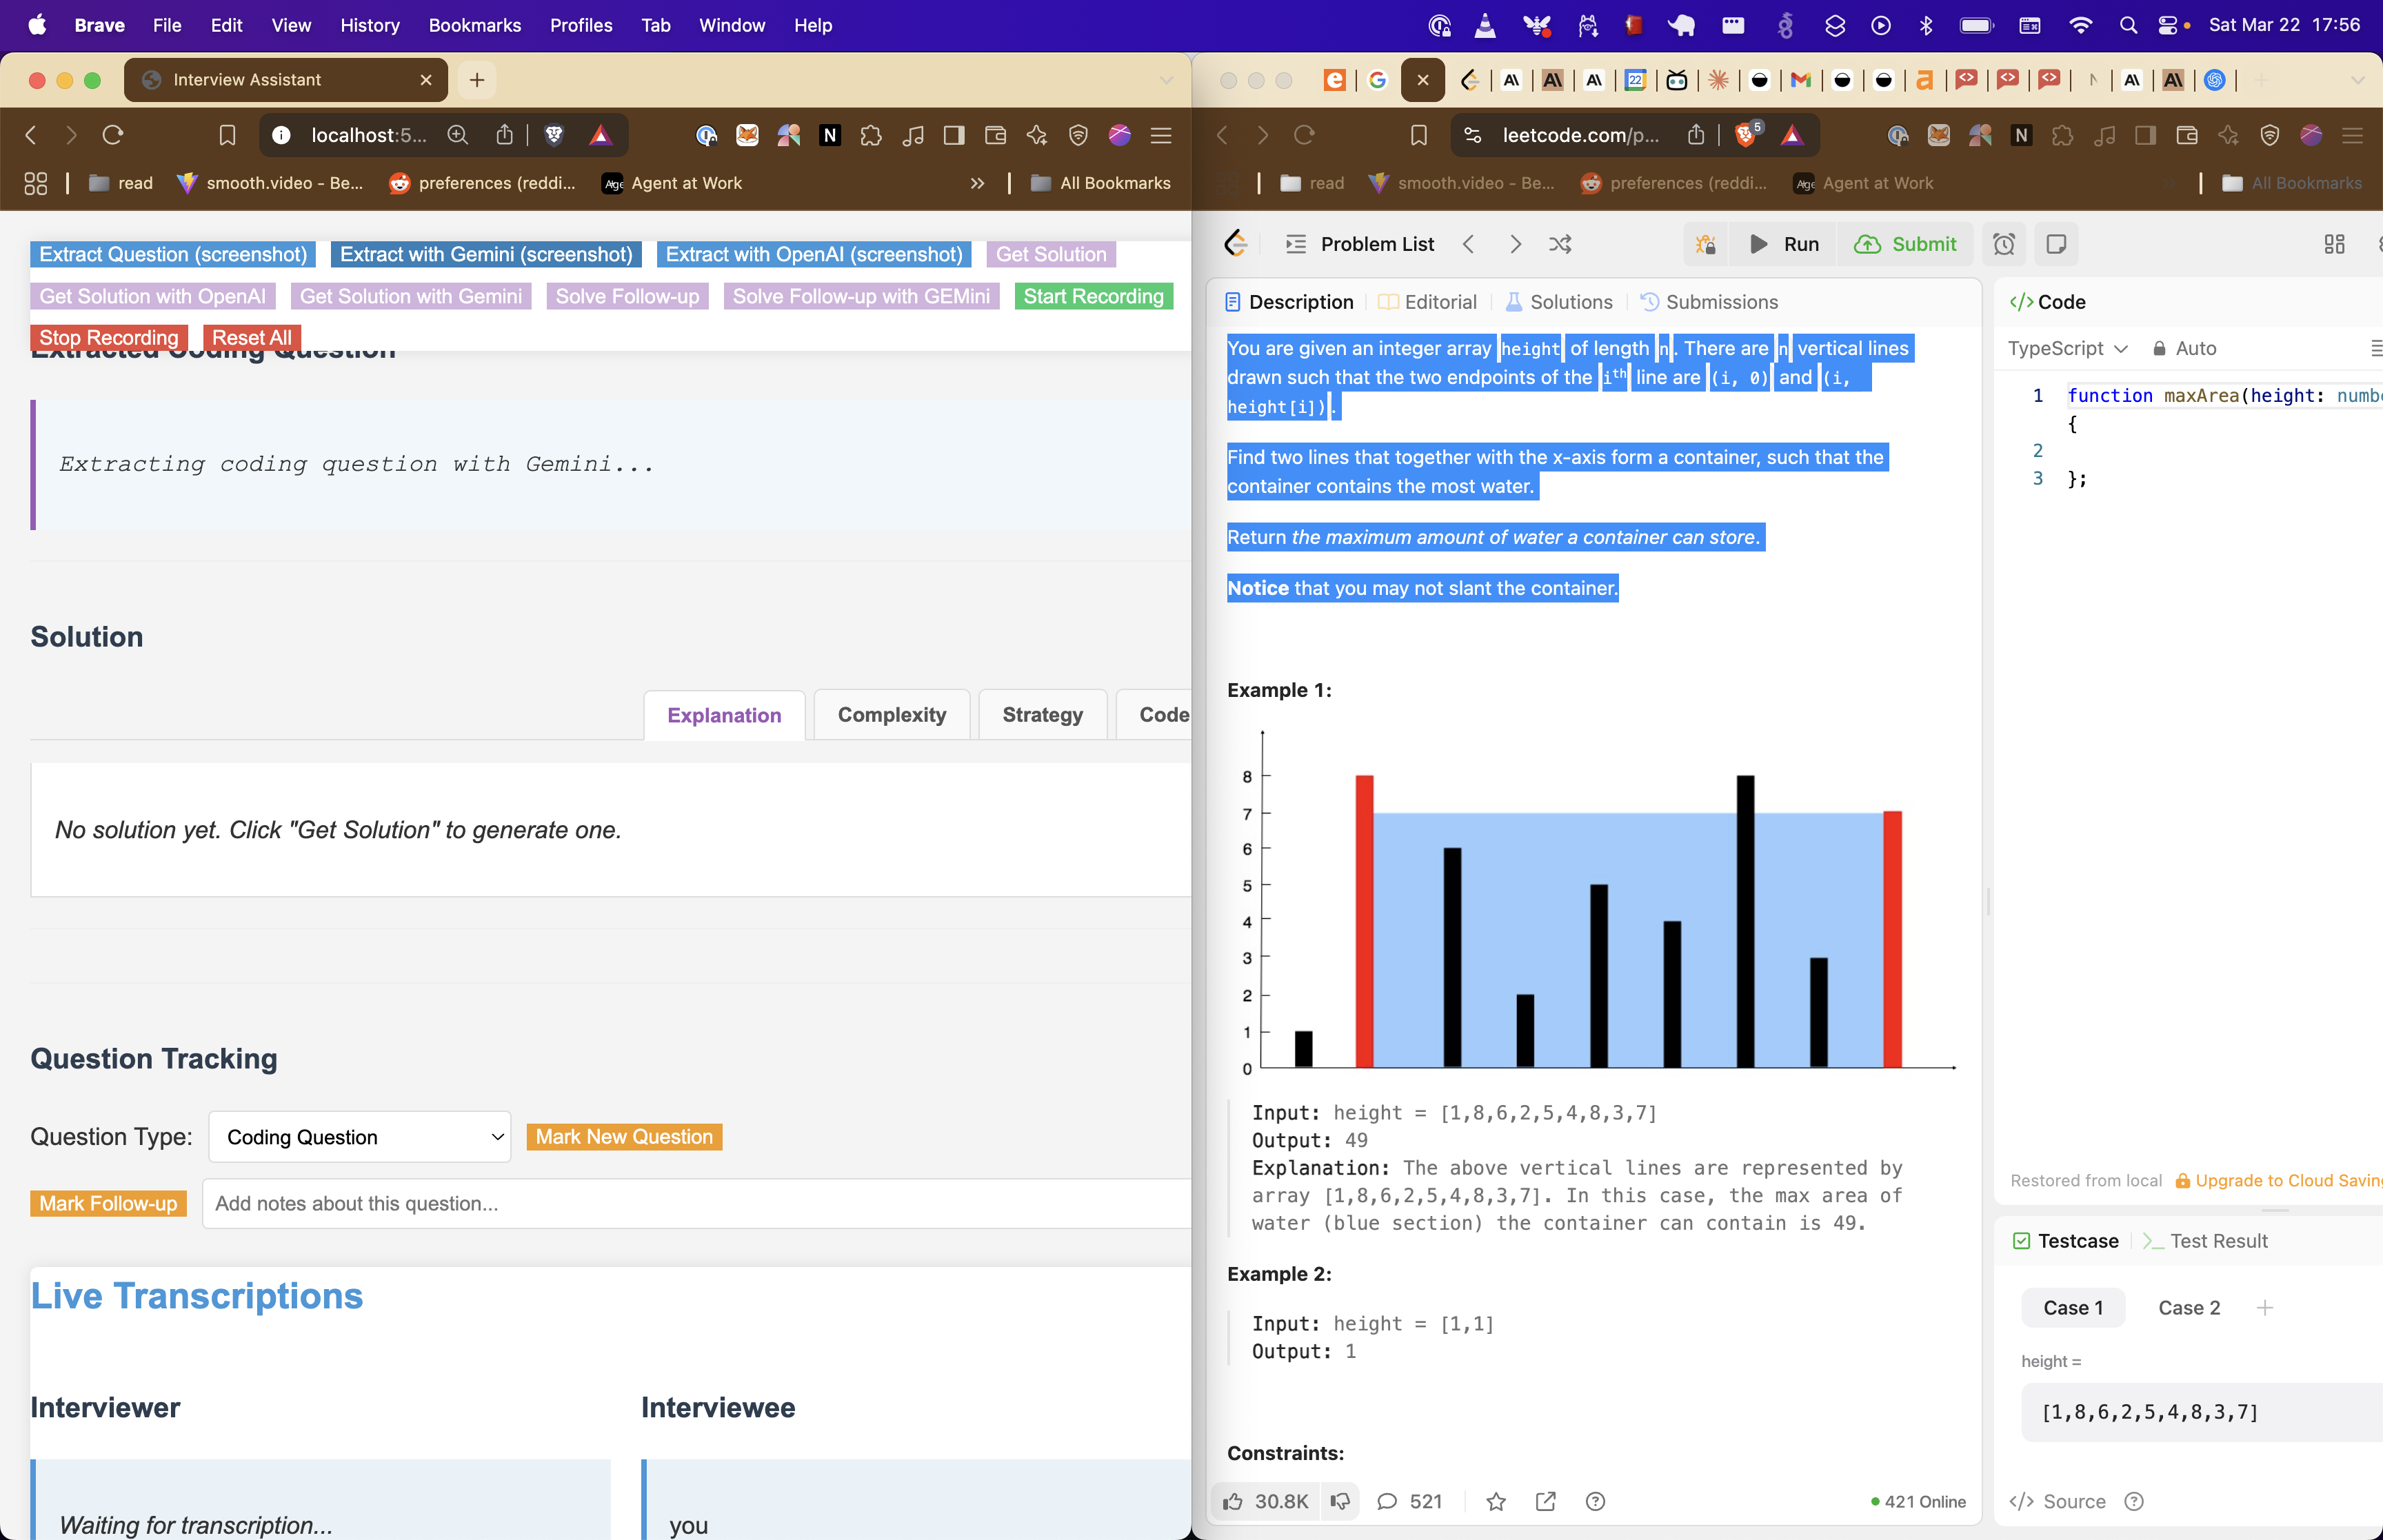 Brave File Edit View History Bookmarks Profiles Tab Window Help Sat Mar 22 17:56
Interview Assistant
localhost:5...
read smooth.video - Be... preferences (reddi... Agent at Work All Bookmarks
Extract Question (screenshot) Extract with Gemini (screenshot) Extract with OpenAI (screenshot) Get Solution
Get Solution with OpenAI Get Solution with Gemini Solve Follow-up Solve Follow-up with GEMini Start Recording
Stop Recording Reset All
Extracted Coding Question
Extracting coding question with Gemini...
Solution
Explanation Complexity Strategy Code
No solution yet. Click "Get Solution" to generate one.
Question Tracking
Question Type: Coding Question Mark New Question
Mark Follow-up Add notes about this question...
Live Transcriptions
Interviewer Interviewee
Waiting for transcription... you
22
leetcode.com/p... 5
read smooth.video - Be... preferences (reddi... Agent at Work All Bookmarks
Problem List Run Submit
Description Editorial Solutions Submissions
You are given an integer array height of length n. There are n vertical lines
drawn such that the two endpoints of the ith line are (i, 0) and (i,
height[i]).
Find two lines that together with the x-axis form a container, such that the
container contains the most water.
Return the maximum amount of water a container can store.
Notice that you may not slant the container.
Example 1:
8
7
6
5
4
3
2
1
0
Input: height = [1,8,6,2,5,4,8,3,7]
Output: 49
Explanation: The above vertical lines are represented by
array [1,8,6,2,5,4,8,3,7]. In this case, the max area of
water (blue section) the container can contain is 49.
Example 2:
Input: height = [1,1]
Output: 1
Constraints:
30.8K 521 421 Online
</> Code
TypeScript Auto
1 function maxArea(height: numb
{
2
3 };
Restored from local Upgrade to Cloud Savin
Testcase Test Result
Case 1 Case 2
height =
[1,8,6,2,5,4,8,3,7]
</> Source